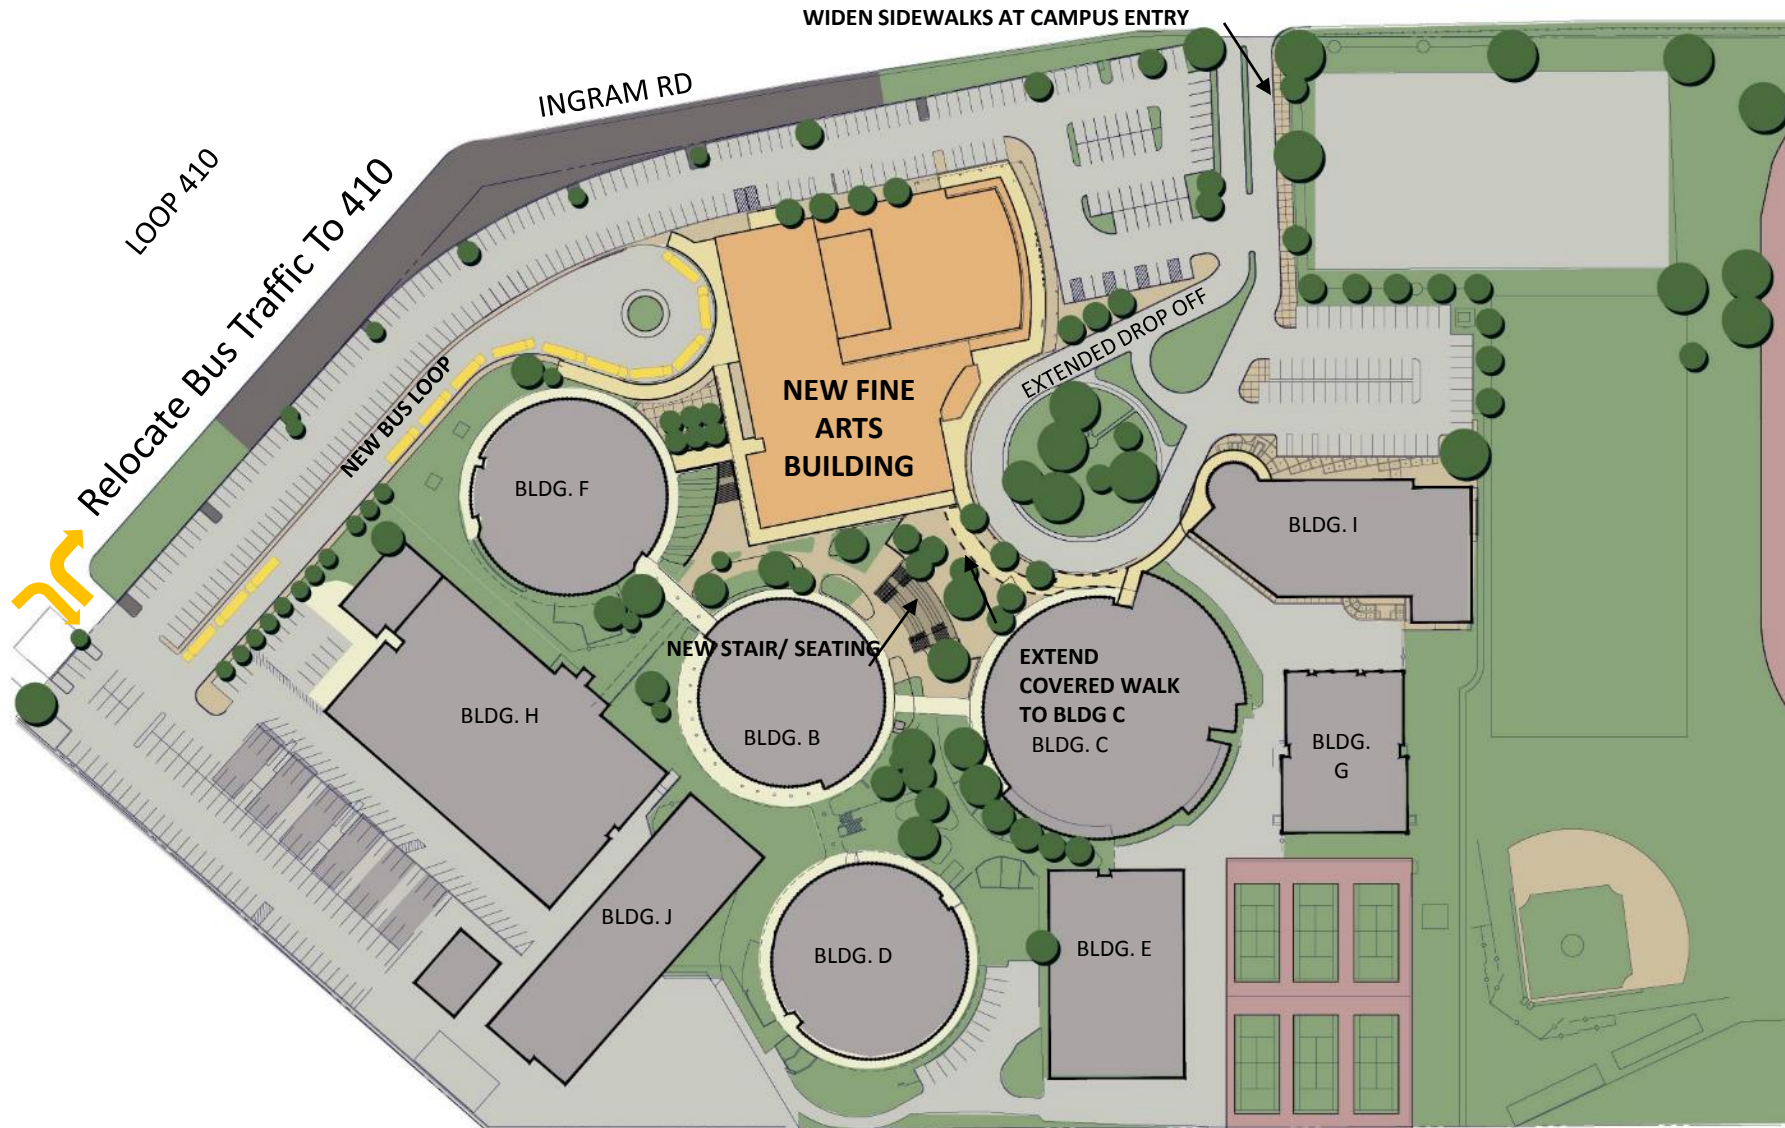 WIDEN SIDEWALKS AT CAMPUS ENTRY
INGRAM RD
LOOP 410
Relocate Bus Traffic To 410
NEW BUS LOOP
EXTENDED DROP OFF
NEW FINE
ARTS
BUILDING
BLDG. F
BLDG. I
NEW STAIR/ SEATING
EXTEND
COVERED WALK
TO BLDG C
BLDG. C
BLDG. H
BLDG. B
BLDG.
G
BLDG. J
BLDG. D
BLDG. E